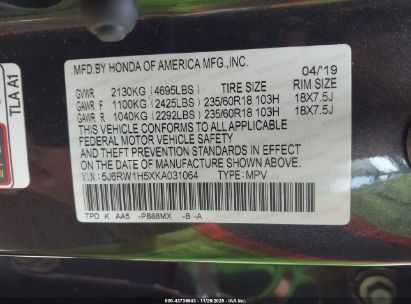 MFD.BY HONDA OF AMERICA MFG.,INC.
04/'19
GVWR 2130KG (4695LBS) TIRE SIZE RIM SIZE
GAWR F 1100KG (2425LBS) 235/60R18 103H 18X7.5J
GAWR R 1040KG (2292LBS) 235/60R18 103H 18X7.5J
THIS VEHICLE CONFORMS TO ALL APPLICABLE
FEDERAL MOTOR VEHICLE SAFETY
AND THEFT PREVENTION STANDARDS IN EFFECT ON
THE DATE OF MANUFACTURE SHOWN ABOVE.
V.I.N.: 5J6RW1H5XKA031064 TYPE: MPV
TPD K AA5 -PB88MX -B -A
TLA A1